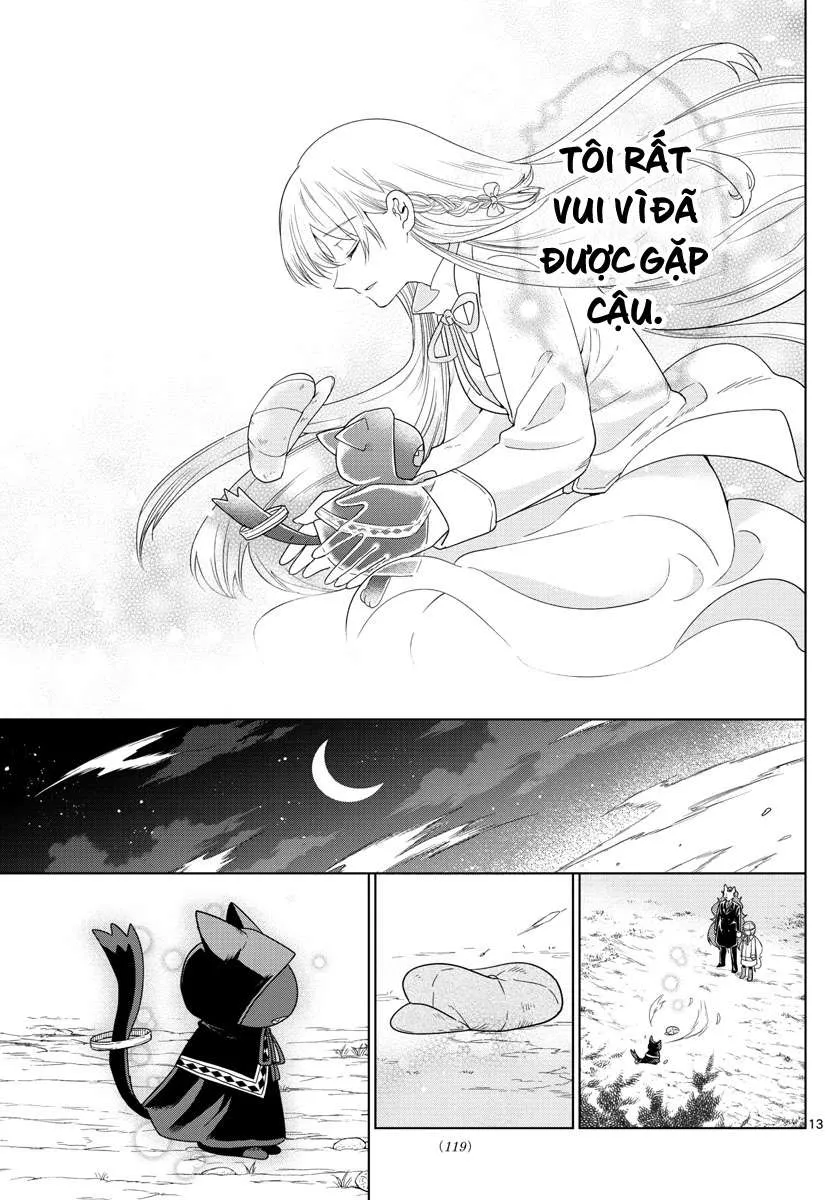 TÔI RẤT
VUI VÌ ĐÃ
ĐƯỢC GẶP
CẬU.
13
(119)